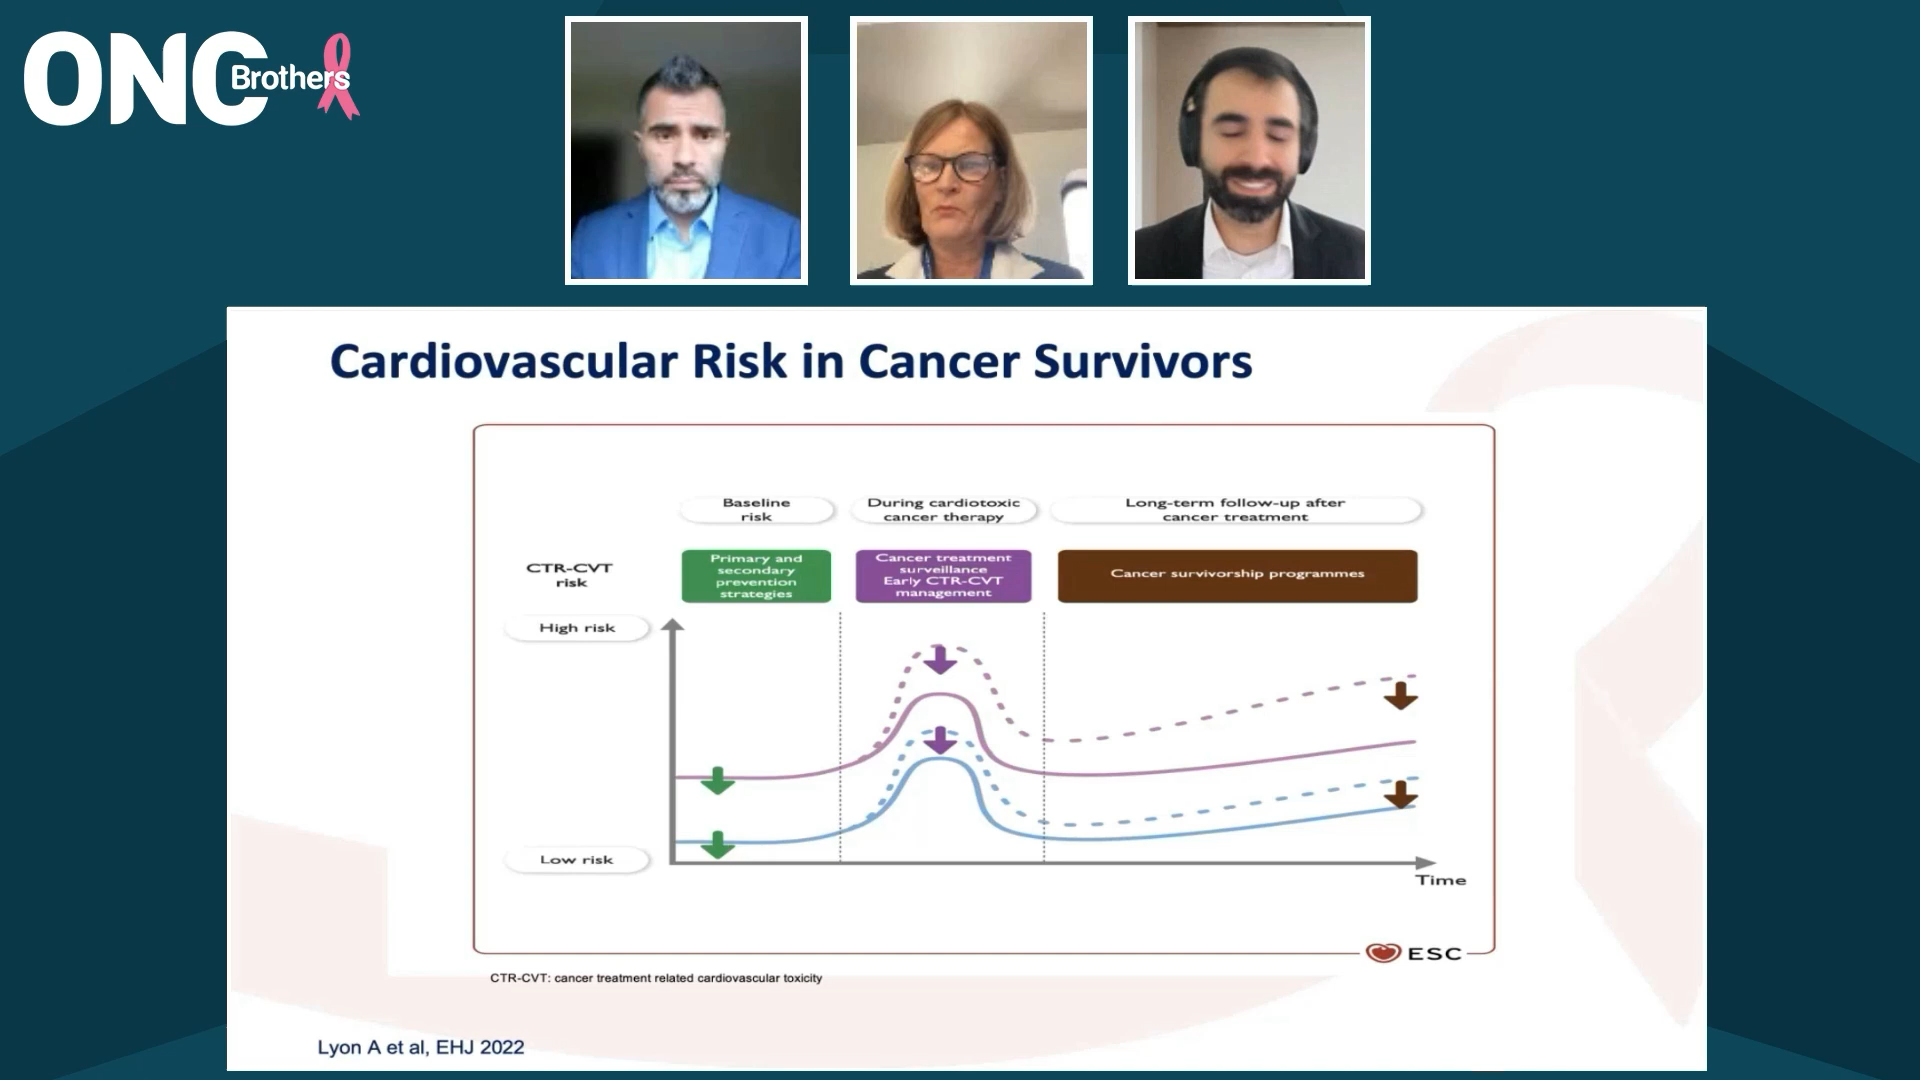 ONC Brothers
Cardiovascular Risk in Cancer Survivors
Baseline
risk
During cardiotoxic
cancer therapy
Long-term follow-up after
cancer treatment
CTR-CVT
risk
Primary and
secondary
prevention
strategies
Cancer treatment
surveillance
Early CTR-CVT
management
Cancer survivorship programmes
High risk
Low risk
Time
ESC
CTR-CVT: cancer treatment related cardiovascular toxicity
Lyon A et al, EHJ 2022